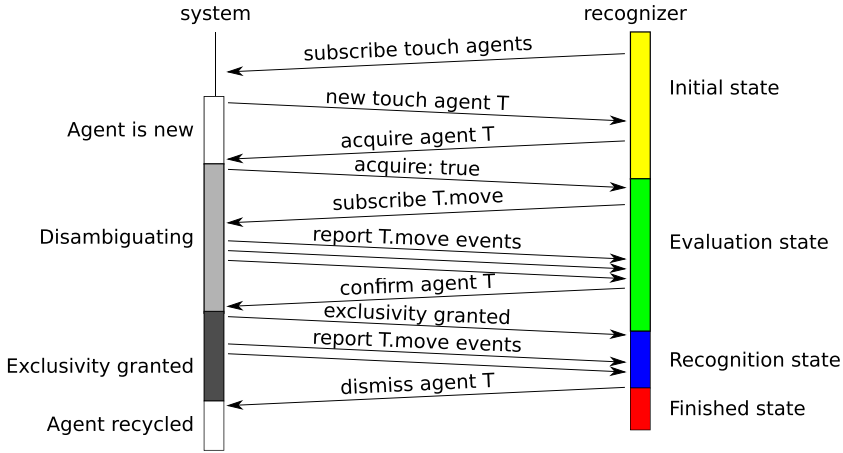 system
recognizer
subscribe touch agents
Initial state
new touch agent T
Agent is new
acquire agent T
acquire: true
subscribe T.move
Disambiguating
report T.move events
Evaluation state
confirm agent T
exclusivity granted
report T.move events
Exclusivity granted
Recognition state
dismiss agent T
Finished state
Agent recycled